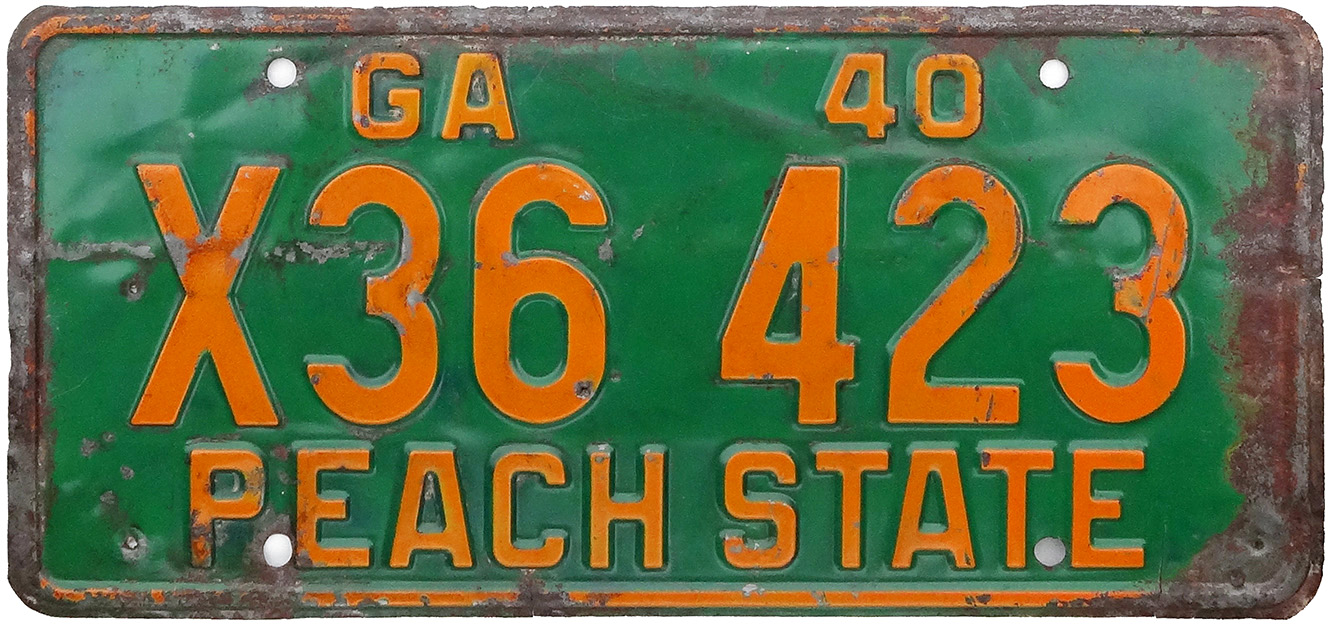 GA 40
X36 423
PEACH STATE